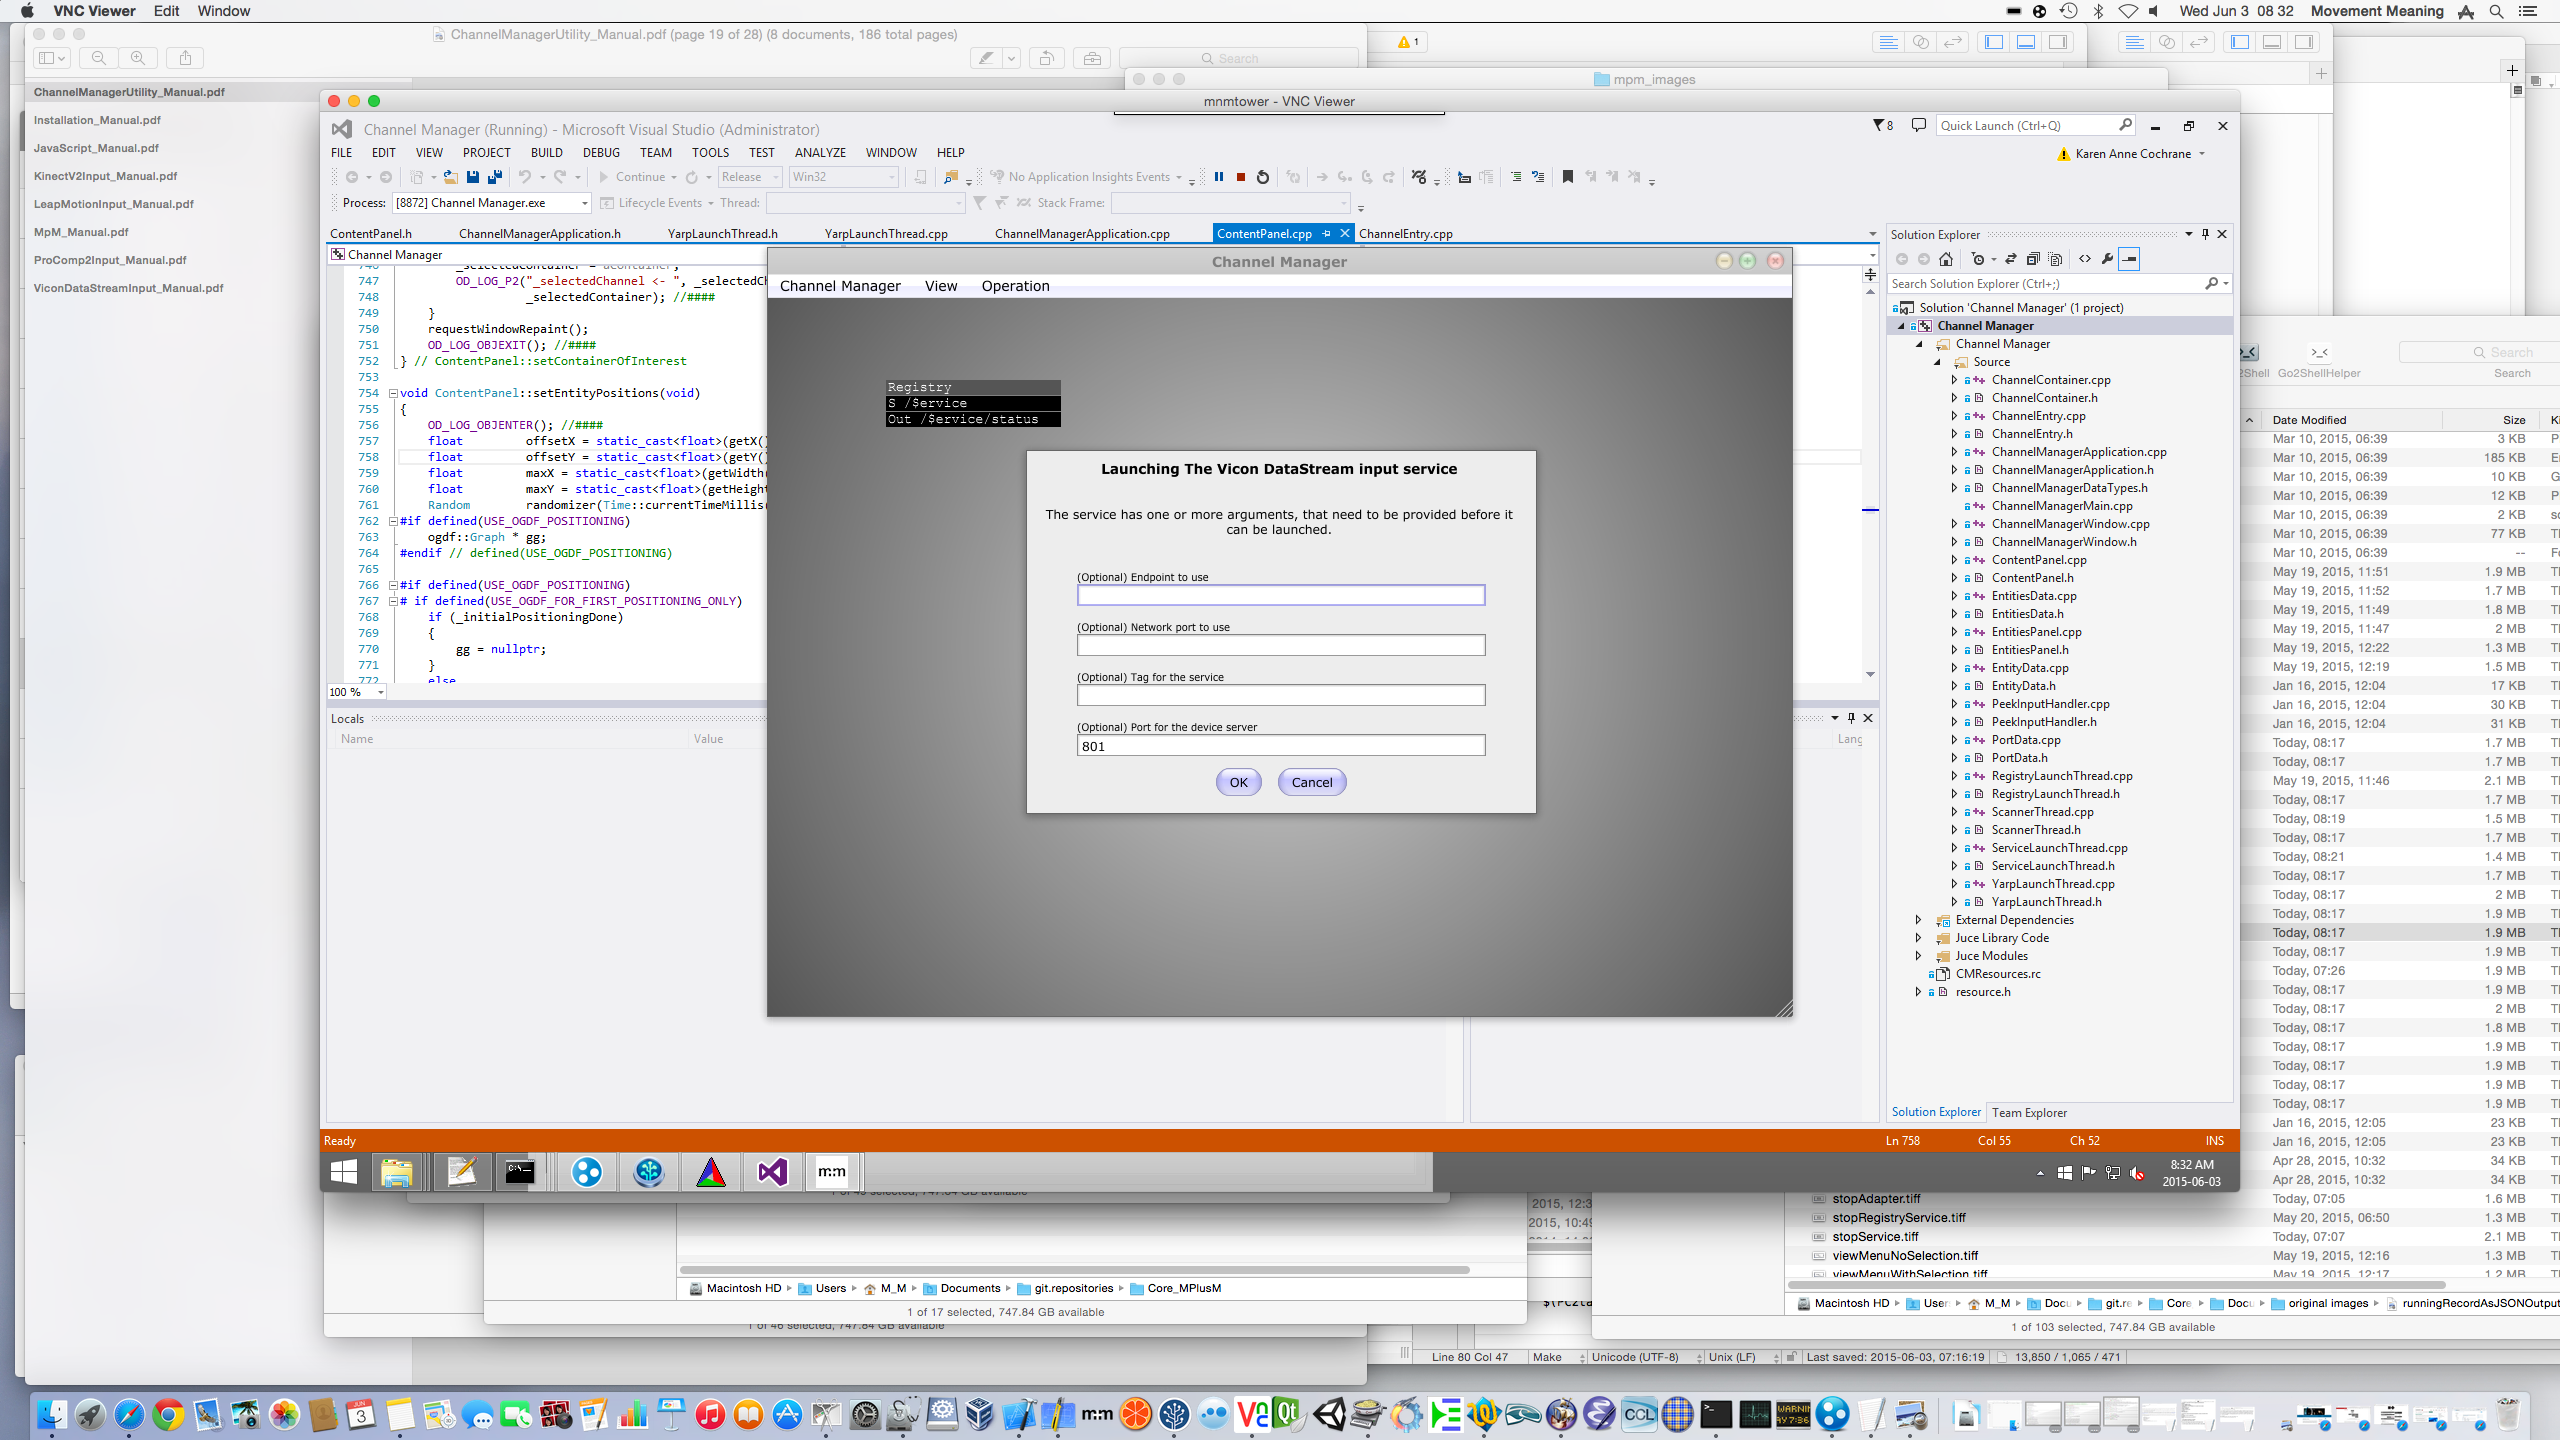 VNC Viewer Edit Window
Wed Jun 3 08 32 Movement Meaning
ChannelManagerUtility_Manual.pdf (page 19 of 28) (8 documents, 186 total pages)
Search
1
mpm_images
ChannelManagerUtility_Manual.pdf
Installation_Manual.pdf
JavaScript_Manual.pdf
KinectV2Input_Manual.pdf
LeapMotionInput_Manual.pdf
MpM_Manual.pdf
ProComp2Input_Manual.pdf
ViconDataStreamInput_Manual.pdf
mnmtower - VNC Viewer
Channel Manager (Running) - Microsoft Visual Studio (Administrator)
8
Quick Launch (Ctrl+Q)
FILE EDIT VIEW PROJECT BUILD DEBUG TEAM TOOLS TEST ANALYZE WINDOW HELP
Karen Anne Cochrane
Continue Release Win32 No Application Insights Events
Process: [8872] Channel Manager.exe Lifecycle Events Thread: Stack Frame:
ContentPanel.h ChannelManagerApplication.h YarpLaunchThread.h YarpLaunchThread.cpp ChannelManagerApplication.cpp ContentPanel.cpp ChannelEntry.cpp
Channel Manager
747 OD_LOG_P2("_selectedChannel <- ", _selectedCh
748 _selectedContainer); //####
749 }
750 requestWindowRepaint();
751 OD_LOG_OBJEXIT(); //####
752 } // ContentPanel::setContainerOfInterest
753
754 void ContentPanel::setEntityPositions(void)
755 {
756 OD_LOG_OBJENTER(); //####
757 float offsetX = static_cast<float>(getX()
758 float offsetY = static_cast<float>(getY()
759 float maxX = static_cast<float>(getWidth(
760 float maxY = static_cast<float>(getHeight
761 Random randomizer(Time::currentTimeMillis(
762 #if defined(USE_OGDF_POSITIONING)
763 ogdf::Graph * gg;
764 #endif // defined(USE_OGDF_POSITIONING)
765
766 #if defined(USE_OGDF_POSITIONING)
767 # if defined(USE_OGDF_FOR_FIRST_POSITIONING_ONLY)
768 if (_initialPositioningDone)
769 {
770 gg = nullptr;
771 }
772 else
100 %
Locals
Name Value
Lang
Channel Manager
Channel Manager View Operation
Registry
S /$ervice
Out /$ervice/status
Launching The Vicon DataStream input service
The service has one or more arguments, that need to be provided before it
can be launched.
(Optional) Endpoint to use
(Optional) Network port to use
(Optional) Tag for the service
(Optional) Port for the device server
801
OK Cancel
Solution Explorer
Search Solution Explorer (Ctrl+;)
Solution 'Channel Manager' (1 project)
Channel Manager
Channel Manager
Source
ChannelContainer.cpp
ChannelContainer.h
ChannelEntry.cpp
ChannelEntry.h
ChannelManagerApplication.cpp
ChannelManagerApplication.h
ChannelManagerDataTypes.h
ChannelManagerMain.cpp
ChannelManagerWindow.cpp
ChannelManagerWindow.h
ContentPanel.cpp
ContentPanel.h
EntitiesData.cpp
EntitiesData.h
EntitiesPanel.cpp
EntitiesPanel.h
EntityData.cpp
EntityData.h
PeekInputHandler.cpp
PeekInputHandler.h
PortData.cpp
PortData.h
RegistryLaunchThread.cpp
RegistryLaunchThread.h
ScannerThread.cpp
ScannerThread.h
ServiceLaunchThread.cpp
ServiceLaunchThread.h
YarpLaunchThread.cpp
YarpLaunchThread.h
External Dependencies
Juce Library Code
Juce Modules
CMResources.rc
resource.h
Solution Explorer Team Explorer
Ready
Ln 758 Col 55 Ch 52 INS
m:m
8:32 AM
2015-06-03
Search
2Shell Go2ShellHelper Search
Date Modified Size Ki
Mar 10, 2015, 06:39 3 KB
Mar 10, 2015, 06:39 185 KB
Mar 10, 2015, 06:39 10 KB
Mar 10, 2015, 06:39 12 KB
Mar 10, 2015, 06:39 2 KB
Mar 10, 2015, 06:39 77 KB
Mar 10, 2015, 06:39 --
May 19, 2015, 11:51 1.9 MB
May 19, 2015, 11:52 1.7 MB
May 19, 2015, 11:49 1.8 MB
May 19, 2015, 11:47 2 MB
May 19, 2015, 12:22 1.3 MB
May 19, 2015, 12:19 1.5 MB
Jan 16, 2015, 12:04 17 KB
Jan 16, 2015, 12:04 30 KB
Jan 16, 2015, 12:04 31 KB
Today, 08:17 1.7 MB
Today, 08:17 1.7 MB
May 19, 2015, 11:46 2.1 MB
Today, 08:17 1.7 MB
Today, 08:19 1.5 MB
Today, 08:17 1.7 MB
Today, 08:21 1.4 MB
Today, 08:17 1.7 MB
Today, 08:17 2 MB
Today, 08:17 1.9 MB
Today, 08:17 1.9 MB
Today, 08:17 1.9 MB
Today, 07:26 1.9 MB
Today, 08:17 1.9 MB
Today, 08:17 2 MB
Today, 08:17 1.8 MB
Today, 08:17 1.9 MB
Today, 08:17 1.9 MB
Today, 08:17 1.9 MB
Today, 08:17 1.9 MB
Jan 16, 2015, 12:05 23 KB
Jan 16, 2015, 12:05 23 KB
Apr 28, 2015, 10:32 34 KB
Apr 28, 2015, 10:32 34 KB
stopAdapter.tiff Today, 07:05 1.6 MB
stopRegistryService.tiff May 20, 2015, 06:50 1.3 MB
stopService.tiff Today, 07:07 2.1 MB
viewMenuNoSelection.tiff May 19, 2015, 12:16 1.3 MB
viewMenuWithSelection.tiff May 19, 2015, 12:17 1.2 MB
Macintosh HD Users M_M Documents git.repositories Core_MPlusM
1 of 17 selected, 747.84 GB available
1 of 46 selected, 747.84 GB available
Macintosh HD User M_M Docu git.re Core Docu original images runningRecordAsJSONOutput
1 of 103 selected, 747.84 GB available
Line 80 Col 47 Make Unicode (UTF-8) Unix (LF) Last saved: 2015-06-03, 07:16:19 13,850 / 1,065 / 471